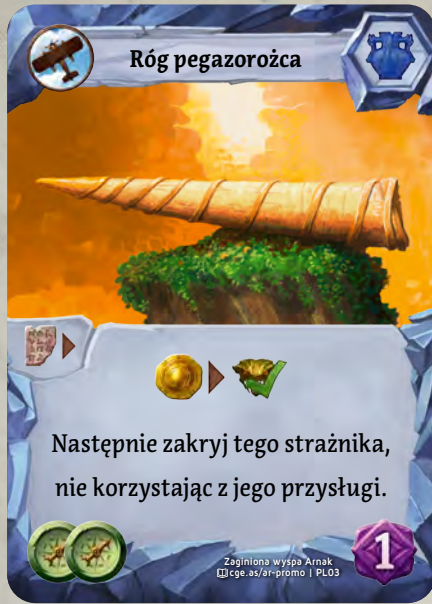 Róg pegazorożca
Następnie zakryj tego strażnika,
nie korzystając z jego przysługi.
1
Zaginiona wyspa Arnak
cge.as/ar-promo | PL03